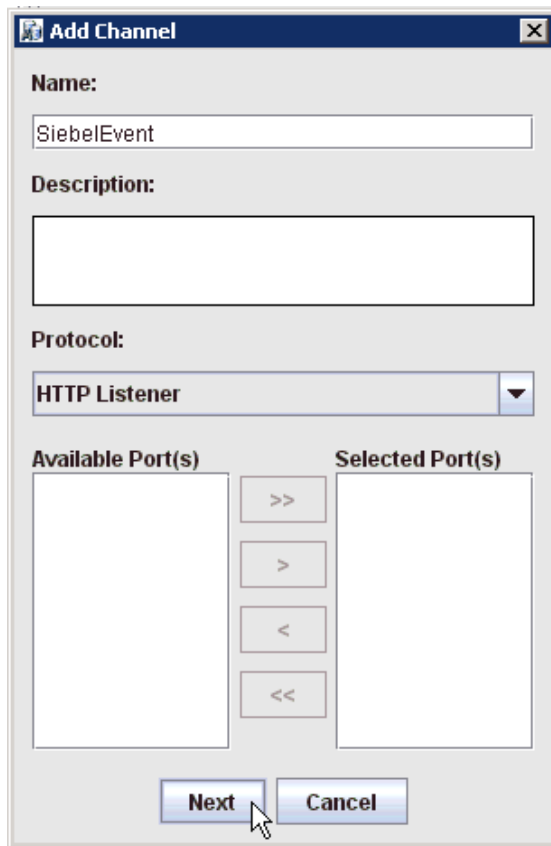 Add Channel
Name:
SiebelEvent
Description:
Protocol:
HTTP Listener
Available Port(s) Selected Port(s)
>>
>
<
<<
Next Cancel